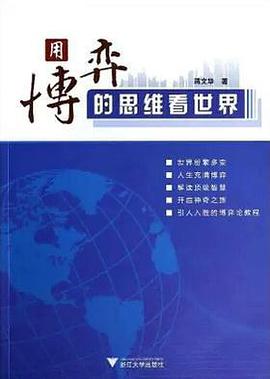 用
博弈
的思维看世界
蒋文华 著
世界纷繁多变
人生充满博弈
解读顶级智慧
开启神奇之旅
引人入胜的博弈论教程
浙江大学出版社